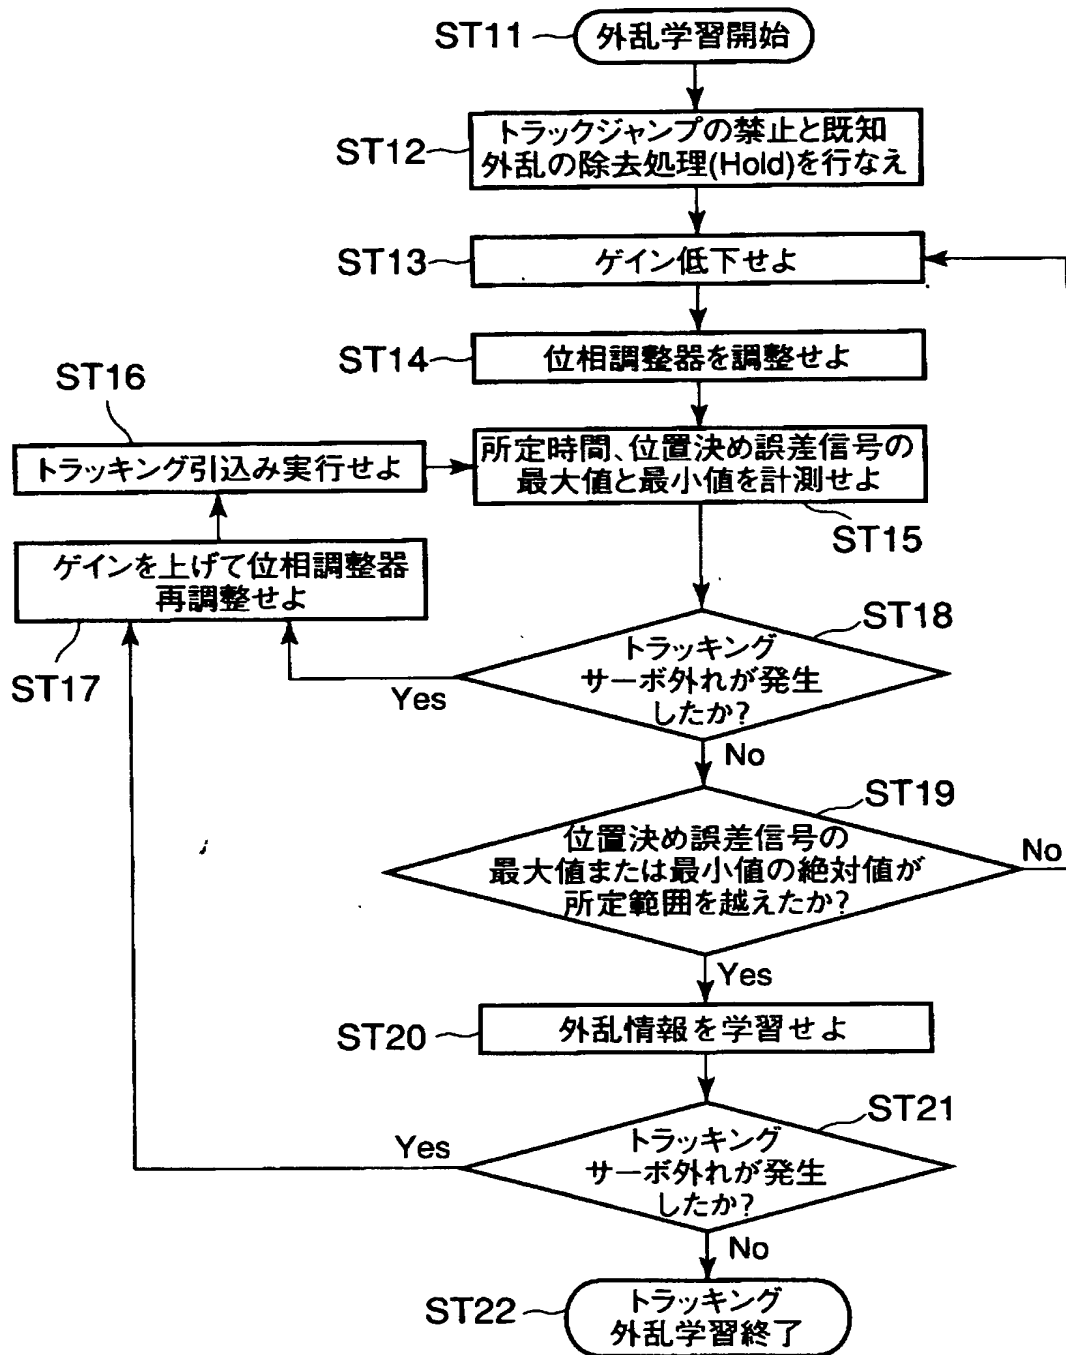 ST11
外乱学習開始
ST12
トラックジャンプの禁止と既知
外乱の除去処理(Hold)を行なえ
ST13
ゲイン低下せよ
ST14
位相調整器を調整せよ
ST16
トラッキング引込み実行せよ
所定時間、位置決め誤差信号の
最大値と最小値を計測せよ
ST15
ゲインを上げて位相調整器
再調整せよ
ST17
ST18
トラッキング
サーボ外れが発生
したか?
Yes
No
ST19
位置決め誤差信号の
最大値または最小値の絶対値が
所定範囲を越えたか?
No
Yes
ST20
外乱情報を学習せよ
ST21
トラッキング
サーボ外れが発生
したか?
Yes
No
ST22
トラッキング
外乱学習終了